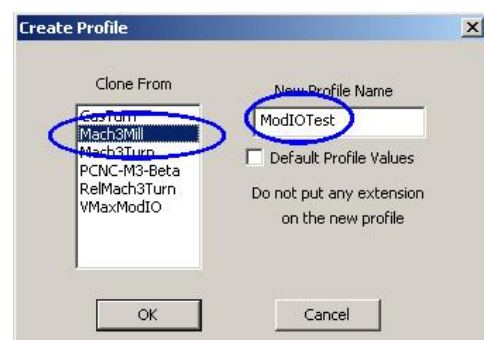 Create Profile
Clone From
CusTurn
Mach3Mill
Mach3Turn
PCNC-M3-Beta
RelMach3Turn
VMaxModIO
New Profile Name
ModIOTest
Default Profile Values
Do not put any extension
on the new profile
OK
Cancel